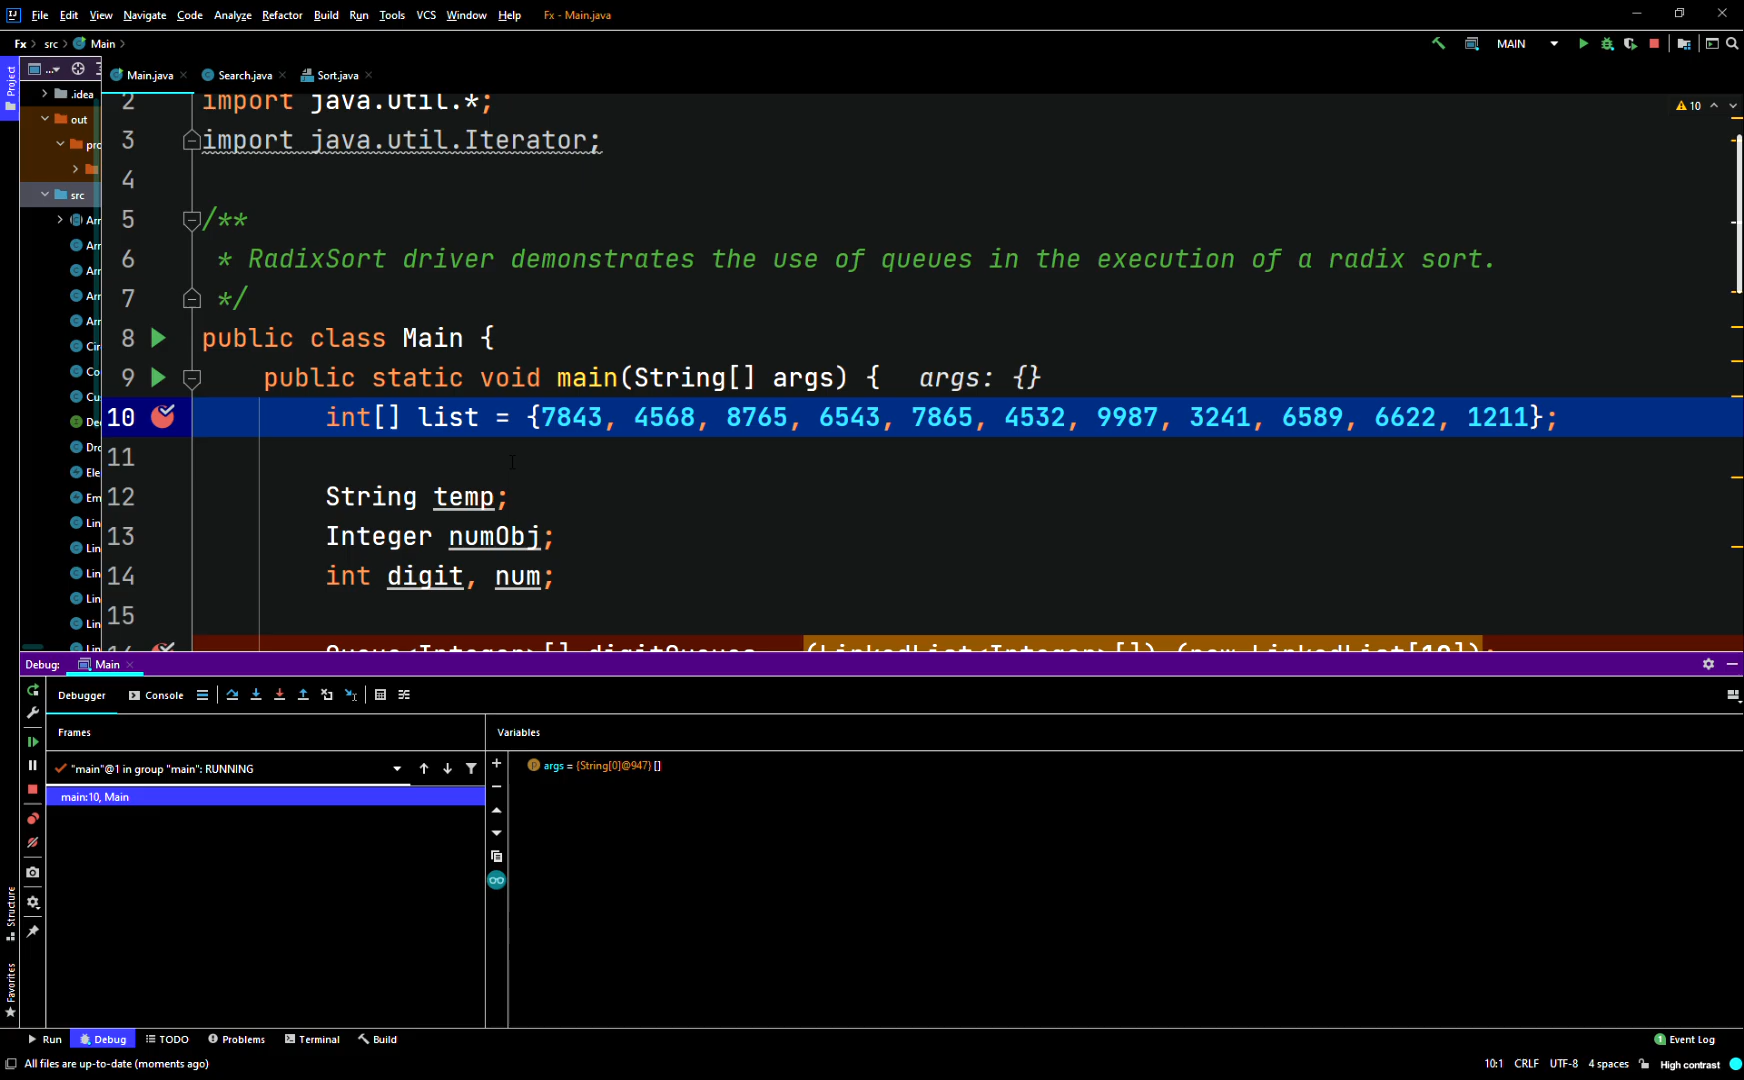 File Edit View Navigate Code Analyze Refactor Build Run Tools VCS Window Help Fx - Main.java
Fx src Main MAIN
Project
Main.java Search.java Sort.java
.idea
out
src
2 import java.util.*;
3 import java.util.Iterator;
4
5 /**
6 * RadixSort driver demonstrates the use of queues in the execution of a radix sort.
7 */
8 public class Main {
9 public static void main(String[] args) { args: {}
10 int[] list = {7843, 4568, 8765, 6543, 7865, 4532, 9987, 3241, 6589, 6622, 1211};
11
12 String temp;
13 Integer numObj;
14 int digit, num;
15
10
Debug: Main
Debugger Console
Frames Variables
"main"@1 in group "main": RUNNING
args = {String[0]@947} []
main:10, Main
Structure
Favorites
Run Debug TODO Problems Terminal Build 1 Event Log
All files are up-to-date (moments ago) 10:1 CRLF UTF-8 4 spaces High contrast